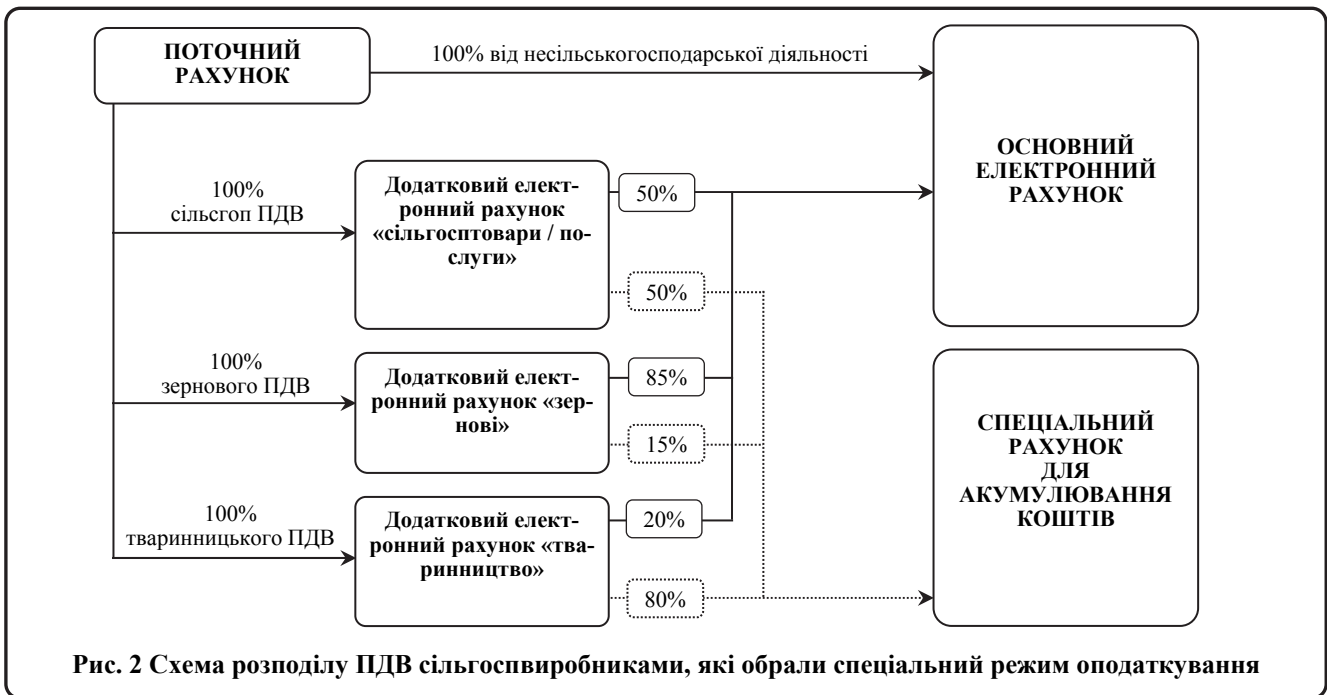 ПОТОЧНИЙ
РАХУНОК
100% від несільськогосподарської діяльності
ОСНОВНИЙ
ЕЛЕКТРОННИЙ
РАХУНОК
100%
сільсгоп ПДВ
Додатковий елект-
ронний рахунок
«сільгосптовари / по-
слуги»
50%
50%
100%
зернового ПДВ
Додатковий елект-
ронний рахунок «зер-
нові»
85%
15%
СПЕЦІАЛЬНИЙ
РАХУНОК
ДЛЯ
АКУМУЛЮВАННЯ
КОШТІВ
100%
тваринницького ПДВ
Додатковий елект-
ронний рахунок «тва-
ринництво»
20%
80%
Рис. 2 Схема розподілу ПДВ сільгоспвиробниками, які обрали спеціальний режим оподаткування